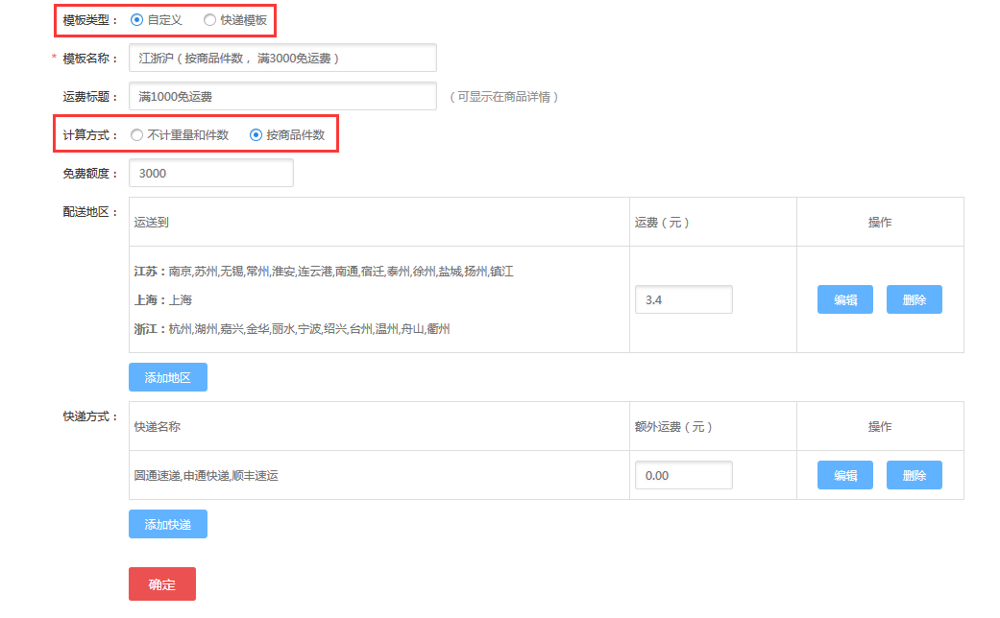 模板类型： 自定义 快递模板
* 模板名称： 江浙沪（按商品件数， 满3000免运费）
运费标题： 满1000免运费 （可显示在商品详情）
计算方式： 不计重量和件数 按商品件数
免费额度： 3000
配送地区： 运送到 运费（元） 操作
江苏：南京,苏州,无锡,常州,淮安,连云港,南通,宿迁,泰州,徐州,盐城,扬州,镇江
上海：上海 3.4 编辑 删除
浙江：杭州,湖州,嘉兴,金华,丽水,宁波,绍兴,台州,温州,舟山,衢州
添加地区
快递方式： 快递名称 额外运费（元） 操作
圆通速递,申通快递,顺丰速运 0.00 编辑 删除
添加快递
确定